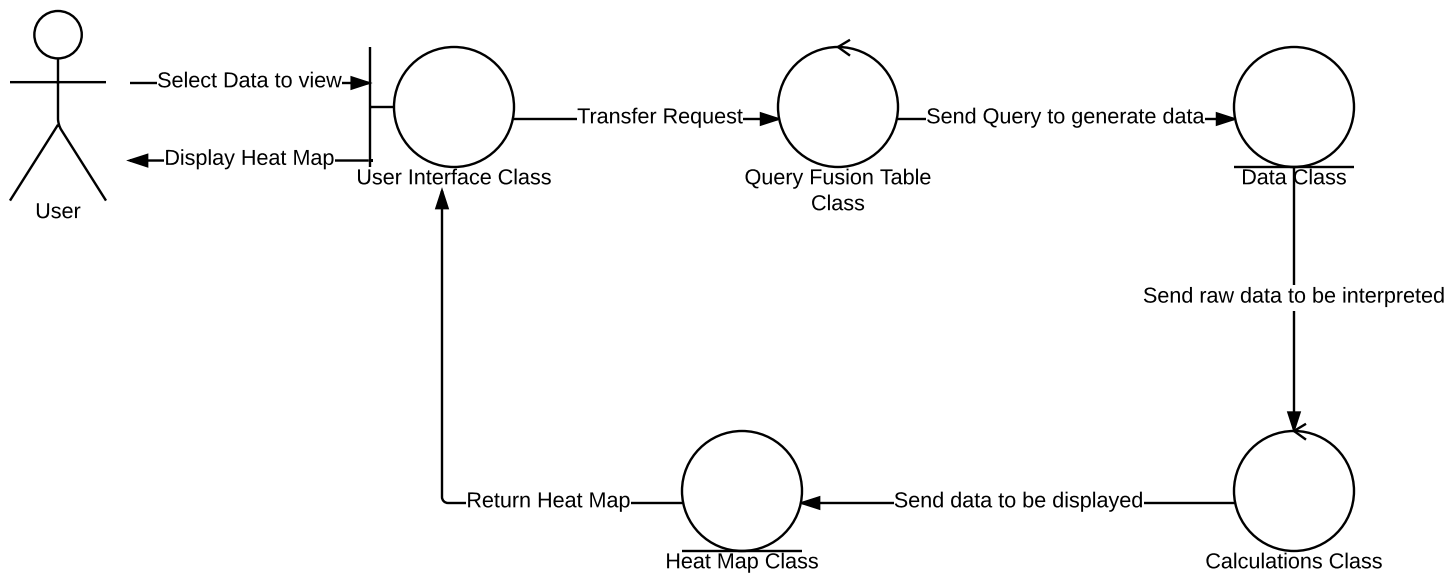 Select Data to view
Transfer Request
Send Query to generate data
Display Heat Map
User Interface Class
Query Fusion Table
Class
Data Class
User
Send raw data to be interpreted
Return Heat Map
Send data to be displayed
Heat Map Class
Calculations Class